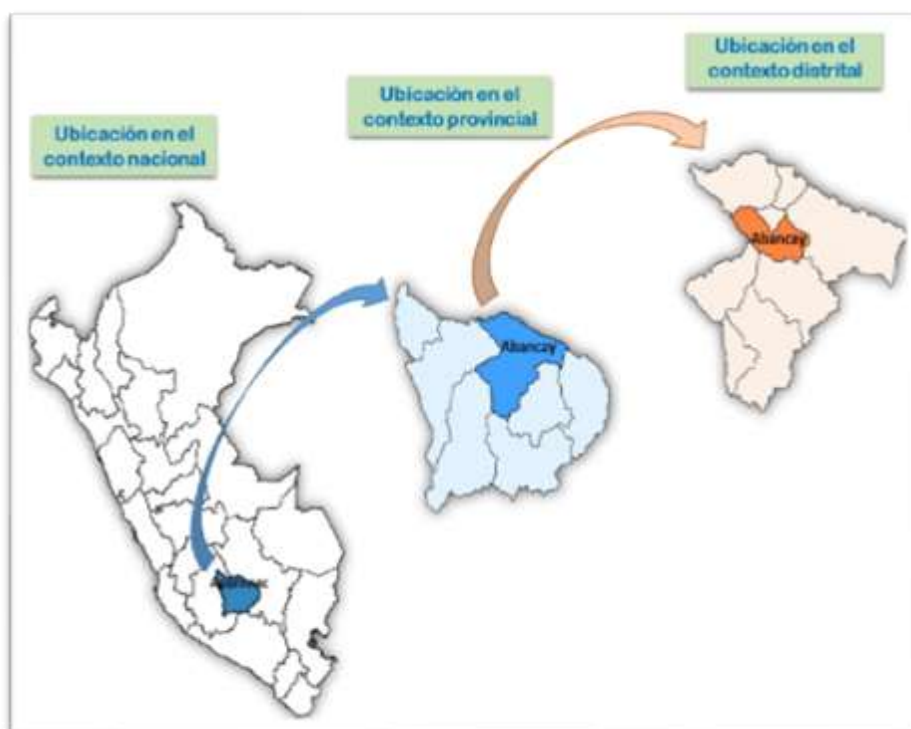 Ubicación en el
contexto nacional
Ubicación en el
contexto provincial
Ubicación en el
contexto distrital
Abancay
Abancay